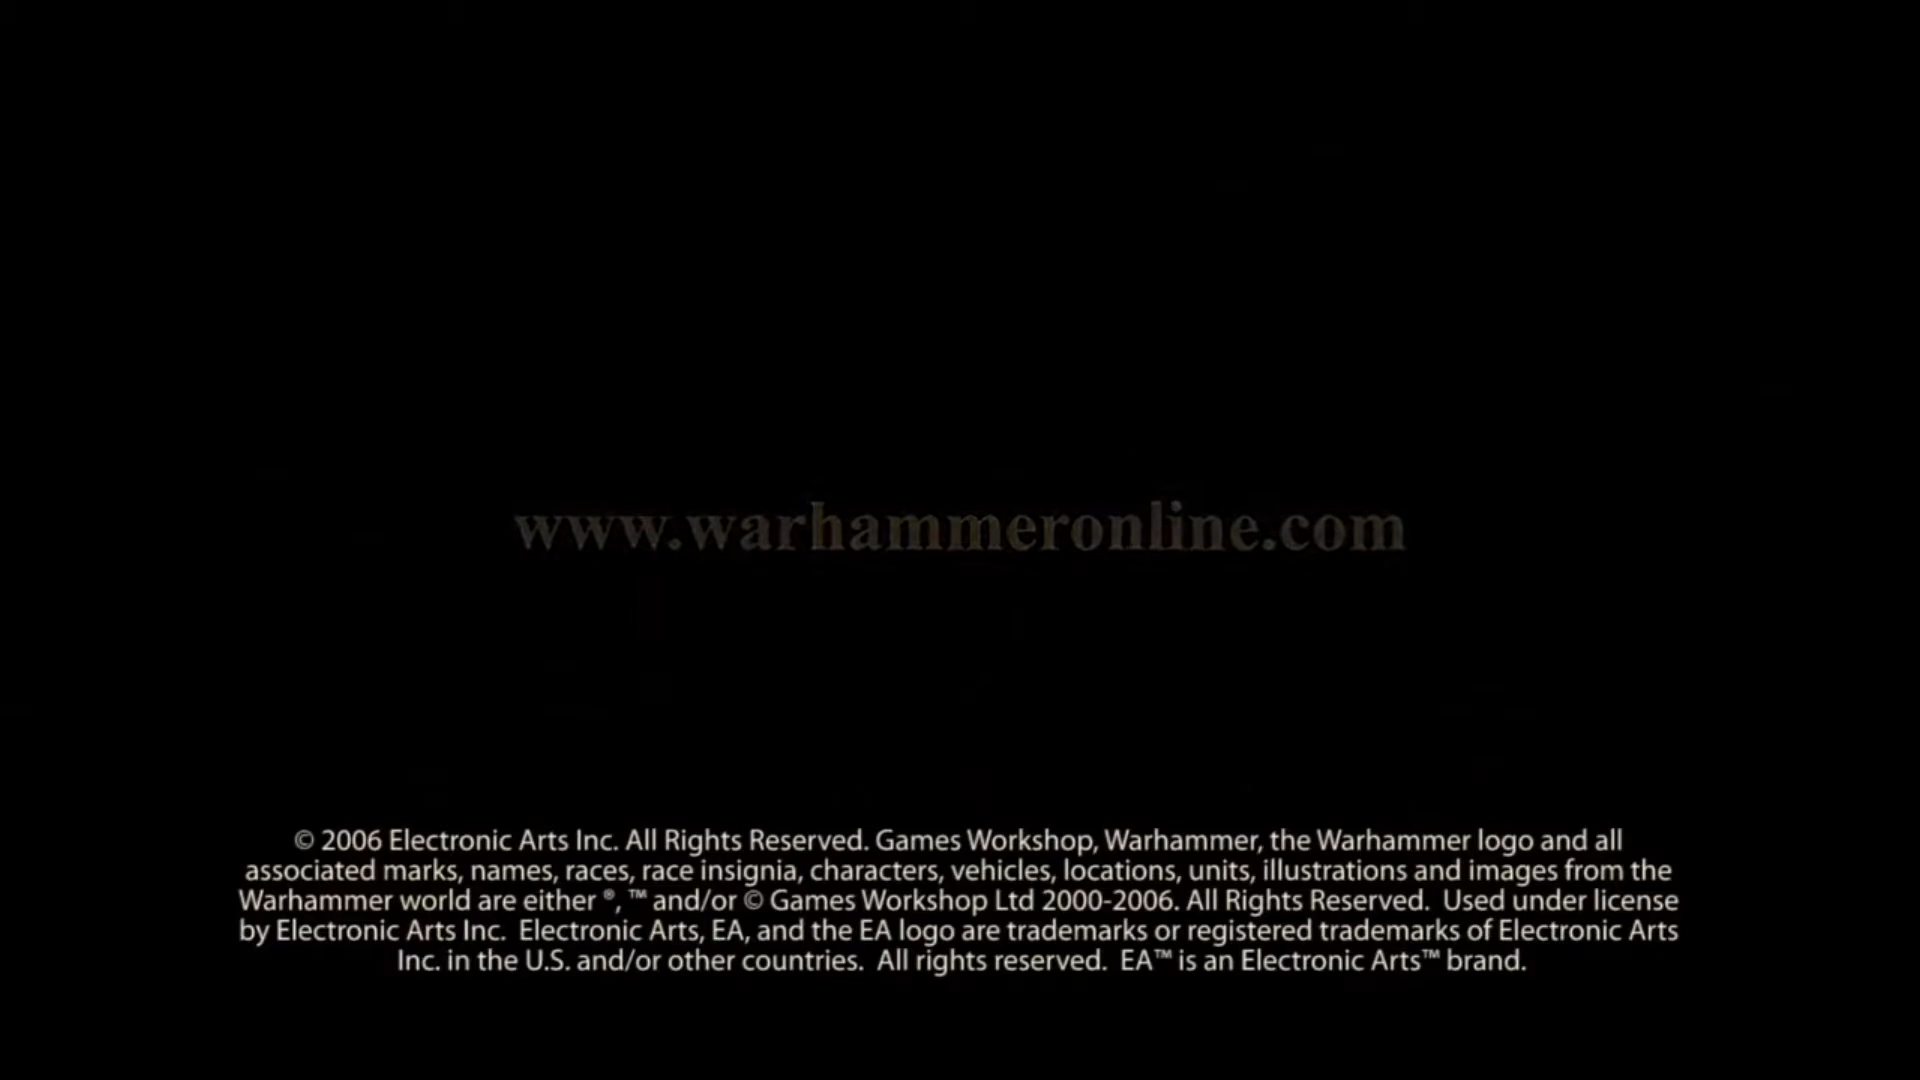 www.warhammeronline.com
© 2006 Electronic Arts Inc. All Rights Reserved. Games Workshop, Warhammer, the Warhammer logo and all
associated marks, names, races, race insignia, characters, vehicles, locations, units, illustrations and images from the
Warhammer world are either ®, ™ and/or © Games Workshop Ltd 2000-2006. All Rights Reserved.  Used under license
by Electronic Arts Inc.  Electronic Arts, EA, and the EA logo are trademarks or registered trademarks of Electronic Arts
Inc. in the U.S. and/or other countries.  All rights reserved.  EA™ is an Electronic Arts™ brand.